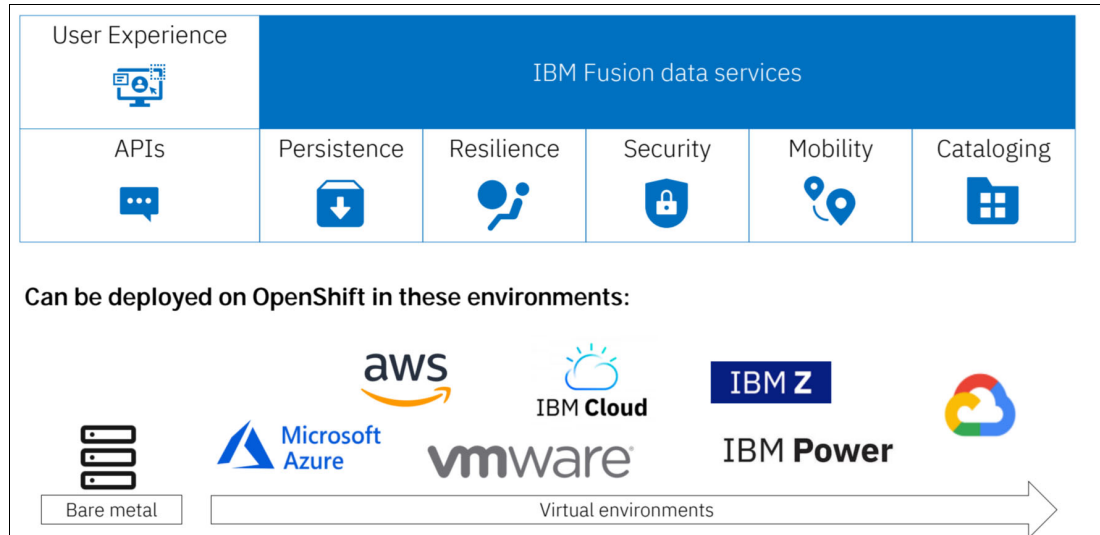 User Experience
IBM Fusion data services
APIs
Persistence
Resilience
Security
Mobility
Cataloging
Can be deployed on OpenShift in these environments:
aws
IBM Cloud
IBM Z
Microsoft
Azure
vmware
IBM Power
Bare metal
Virtual environments